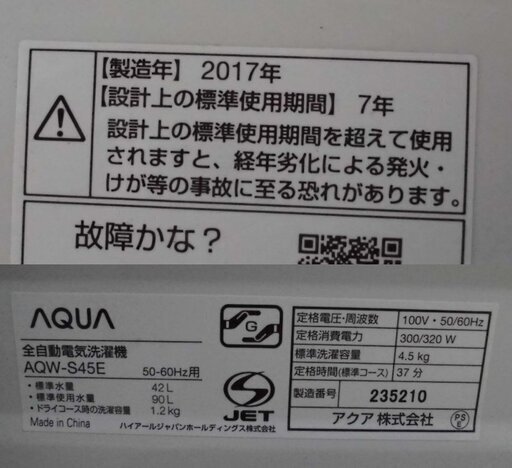 【製造年】 2017年
【設計上の標準使用期間】 7年
設計上の標準使用期間を超えて使用
されますと、経年劣化による発火・
けが等の事故に至る恐れがあります。
故障かな？
AQUA
全自動電気洗濯機
AQW-S45E 50-60Hz用
・標準水量 42L
・標準使用水量 90L
・ドライコース時の洗濯容量 1.2kg
Made in China ハイアールジャパンホールディングス株式会社
G
S
JET
定格電圧・周波数 100V・50/60Hz
定格消費電力 300/320W
標準洗濯容量 4.5kg
定格時間(標準コース) 37分
製造番号 235210
アクア株式会社 PS E